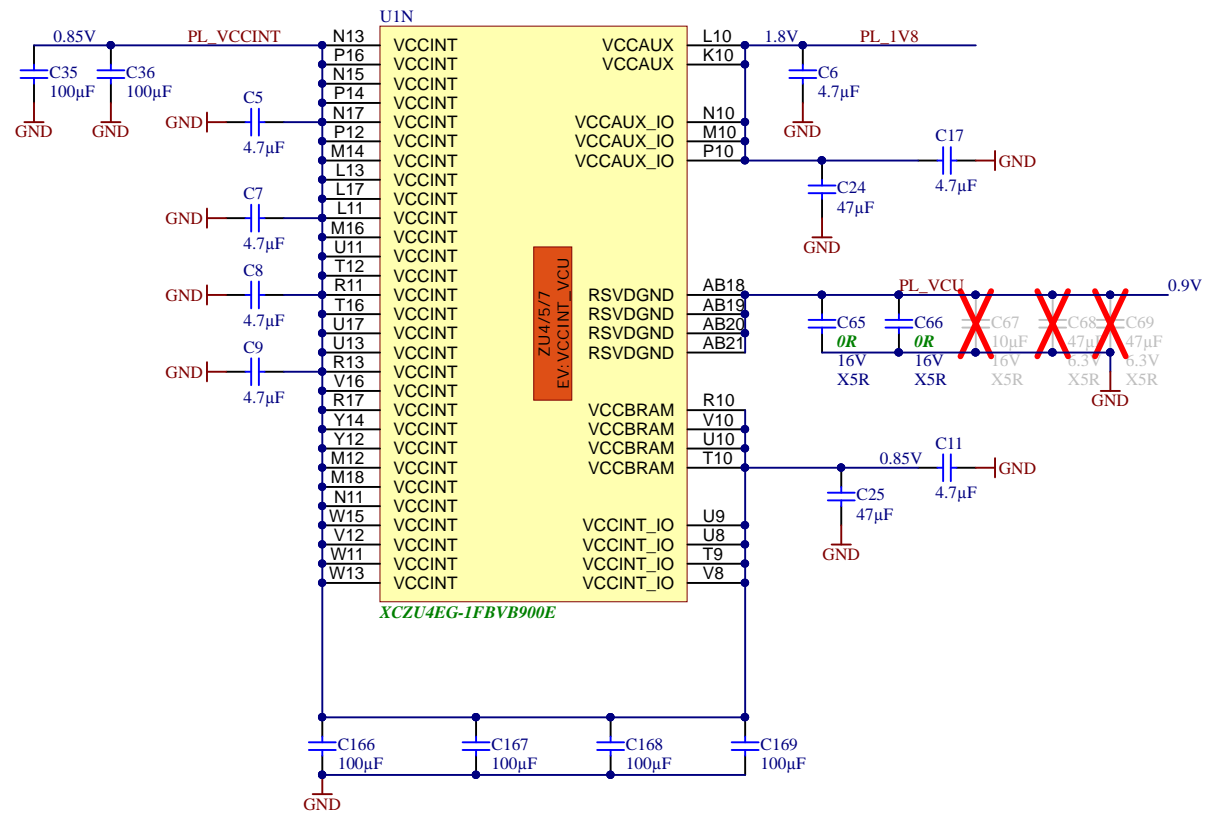 U1N
0.85V PL_VCCINT
C35
100µF
C36
100µF
GND
GND
GND
C5
4.7µF
GND
C7
4.7µF
GND
C8
4.7µF
GND
C9
4.7µF
N13 VCCINT
P16 VCCINT
N15 VCCINT
P14 VCCINT
N17 VCCINT
P12 VCCINT
M14 VCCINT
L13 VCCINT
L17 VCCINT
L11 VCCINT
M16 VCCINT
U11 VCCINT
T12 VCCINT
R11 VCCINT
T16 VCCINT
U17 VCCINT
U13 VCCINT
R13 VCCINT
V16 VCCINT
R17 VCCINT
Y14 VCCINT
Y12 VCCINT
M12 VCCINT
M18 VCCINT
N11 VCCINT
W15 VCCINT
V12 VCCINT
W11 VCCINT
W13 VCCINT
ZU4/5/7
EV: VCCINT_VCU
VCCAUX L10
VCCAUX K10
VCCAUX_IO N10
VCCAUX_IO M10
VCCAUX_IO P10
RSVDGND AB18
RSVDGND AB19
RSVDGND AB20
RSVDGND AB21
VCCBRAM R10
VCCBRAM V10
VCCBRAM U10
VCCBRAM T10
VCCINT_IO U9
VCCINT_IO U8
VCCINT_IO T9
VCCINT_IO V8
XCZU4EG-1FBVB900E
1.8V PL_1V8
C6
4.7µF
GND
C17
4.7µF
GND
C24
47µF
GND
PL_VCU 0.9V
C65
0R
16V
X5R
C66
0R
16V
X5R
C67
10µF
16V
X5R
C68
47µF
6.3V
X5R
C69
47µF
6.3V
X5R
GND
0.85V
C11
4.7µF
GND
C25
47µF
GND
C166
100µF
C167
100µF
C168
100µF
C169
100µF
GND